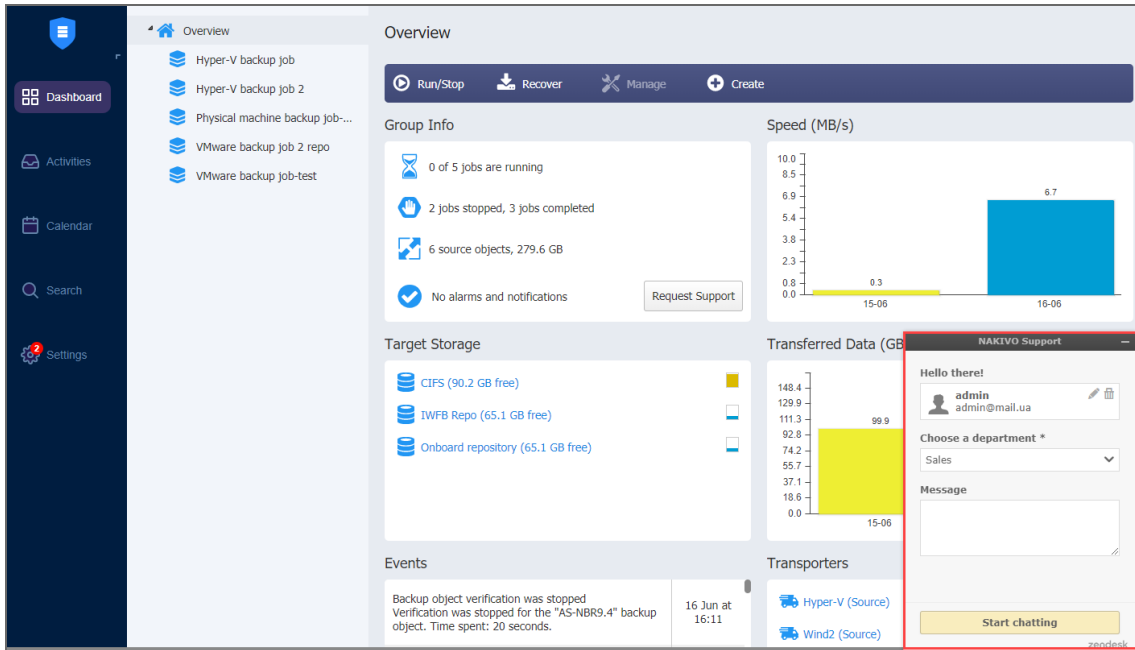 Dashboard
Activities
Calendar
Search
2
Settings
Overview
Hyper-V backup job
Hyper-V backup job 2
Physical machine backup job-...
VMware backup job 2 repo
VMware backup job-test
Overview
Run/Stop
Recover
Manage
Create
Group Info
0 of 5 jobs are running
2 jobs stopped, 3 jobs completed
6 source objects, 279.6 GB
No alarms and notifications
Request Support
Speed (MB/s)
10.0
8.5
6.9
5.4
3.8
2.3
0.8
0.0
0.3
6.7
15-06
16-06
Target Storage
CIFS (90.2 GB free)
IWFB Repo (65.1 GB free)
Onboard repository (65.1 GB free)
Transferred Data (GB
148.4
129.9
111.3
92.8
74.2
55.7
37.1
18.6
0.0
99.9
15-06
Events
Backup object verification was stopped
Verification was stopped for the "AS-NBR9.4" backup
object. Time spent: 20 seconds.
16 Jun at
16:11
Transporters
Hyper-V (Source)
Wind2 (Source)
NAKIVO Support
Hello there!
admin
admin@mail.ua
Choose a department *
Sales
Message
Start chatting
zendesk